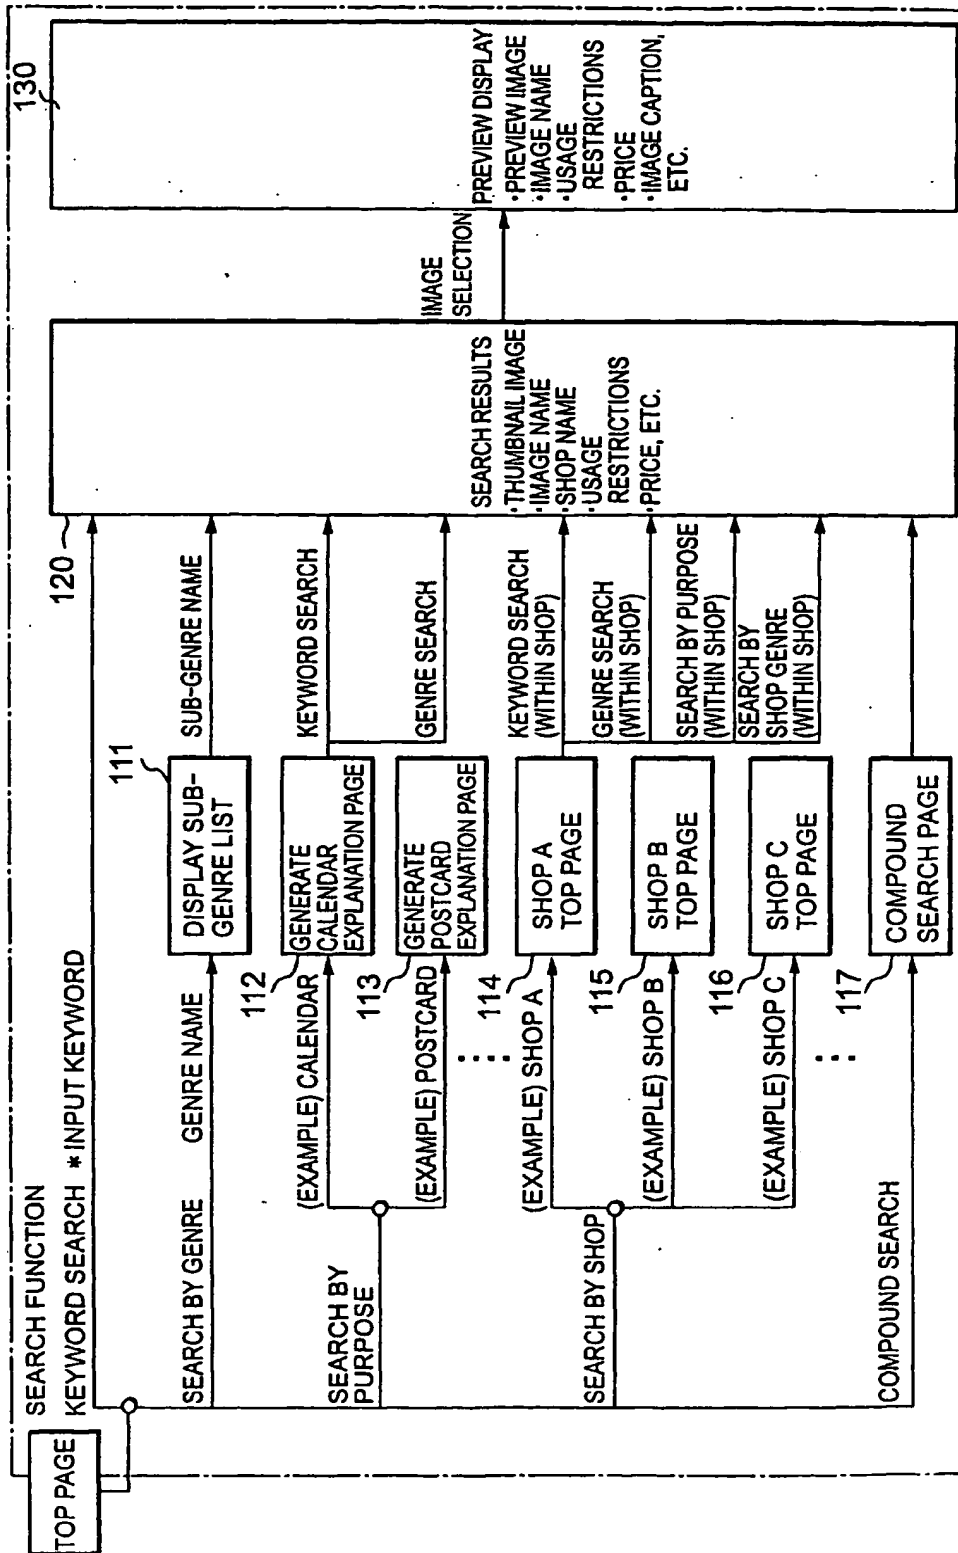 TOP PAGE
SEARCH FUNCTION
KEYWORD SEARCH * INPUT KEYWORD
SEARCH BY GENRE
GENRE NAME
111
DISPLAY SUB-
GENRE LIST
SUB-GENRE NAME
SEARCH BY
PURPOSE
(EXAMPLE) CALENDAR
112
GENERATE
CALENDAR
EXPLANATION PAGE
KEYWORD SEARCH
(EXAMPLE) POSTCARD
113
GENERATE
POSTCARD
EXPLANATION PAGE
GENRE SEARCH
SEARCH BY SHOP
(EXAMPLE) SHOP A
114
SHOP A
TOP PAGE
KEYWORD SEARCH
(WITHIN SHOP)
GENRE SEARCH
(WITHIN SHOP)
(EXAMPLE) SHOP B
115
SHOP B
TOP PAGE
SEARCH BY PURPOSE
(WITHIN SHOP)
SEARCH BY
SHOP GENRE
(WITHIN SHOP)
(EXAMPLE) SHOP C
116
SHOP C
TOP PAGE
COMPOUND SEARCH
117
COMPOUND
SEARCH PAGE
120
SEARCH RESULTS
・THUMBNAIL IMAGE
・IMAGE NAME
・SHOP NAME
・USAGE
RESTRICTIONS
・PRICE, ETC.
IMAGE
SELECTION
130
PREVIEW DISPLAY
・PREVIEW IMAGE
・IMAGE NAME
・USAGE
RESTRICTIONS
・PRICE
・IMAGE CAPTION,
ETC.